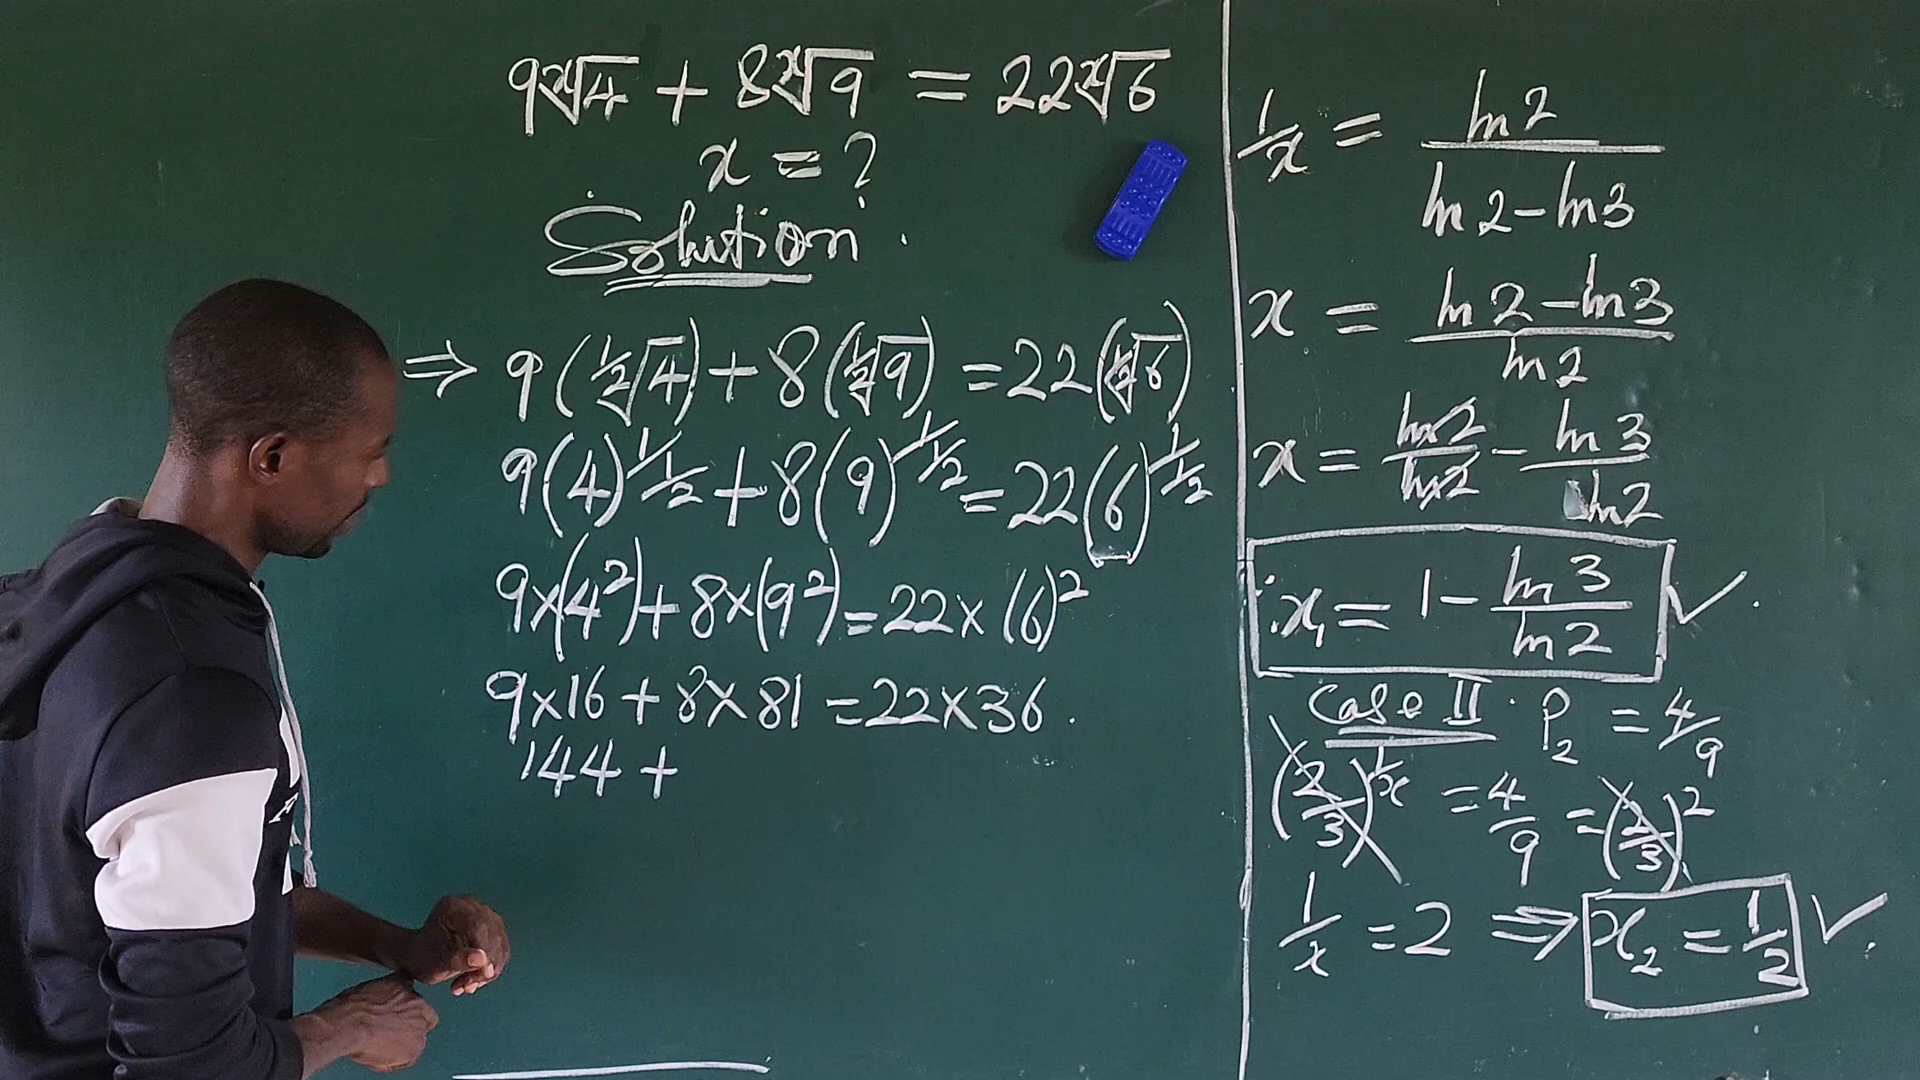 9ˣ√4 + 8ˣ√9 = 22ˣ√6
x = ?
Solution.
⇒ 9(^{1/2}√4) + 8(^{1/2}√9) = 22(^{1/2}√6)
9(4)^{1/{1/2}} + 8(9)^{1/{1/2}} = 22(6)^{1/{1/2}}
9×(4²) + 8×(9²) = 22×(6)²
9×16 + 8×81 = 22×36.
144 +
1/x = ln2/(ln2-ln3)
x = (ln2-ln3)/ln2
x = ln2/ln2 - ln3/ln2
∴ x₁ = 1 - ln3/ln2 ✓.
Case II. P₂ = 4/9
(2/3)^{1/x} = 4/9 = (2/3)²
1/x = 2 ⇒ x₂ = 1/2 ✓.